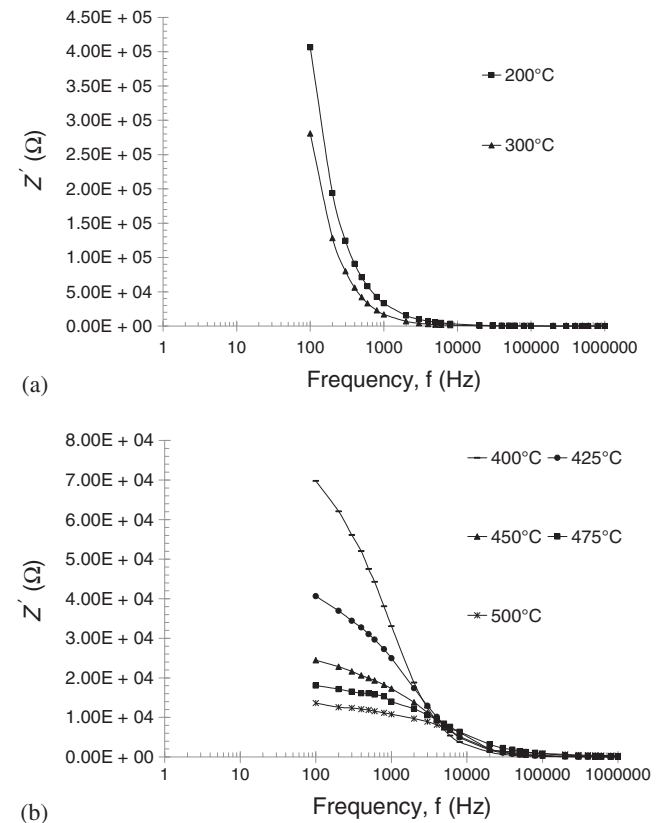 4.50E + 05
4.00E + 05
3.50E + 05
3.00E + 05
2.50E + 05
2.00E + 05
1.50E + 05
1.00E + 05
5.00E + 04
0.00E + 00
Z′ (Ω)
200°C
300°C
1 10 100 1000 10000 100000 1000000
Frequency, f (Hz)
(a)
8.00E + 04
7.00E + 04
6.00E + 04
5.00E + 04
4.00E + 04
3.00E + 04
2.00E + 04
1.00E + 04
0.00E + 00
Z′ (Ω)
400°C 425°C
450°C 475°C
500°C
1 10 100 1000 10000 100000 1000000
Frequency, f (Hz)
(b)